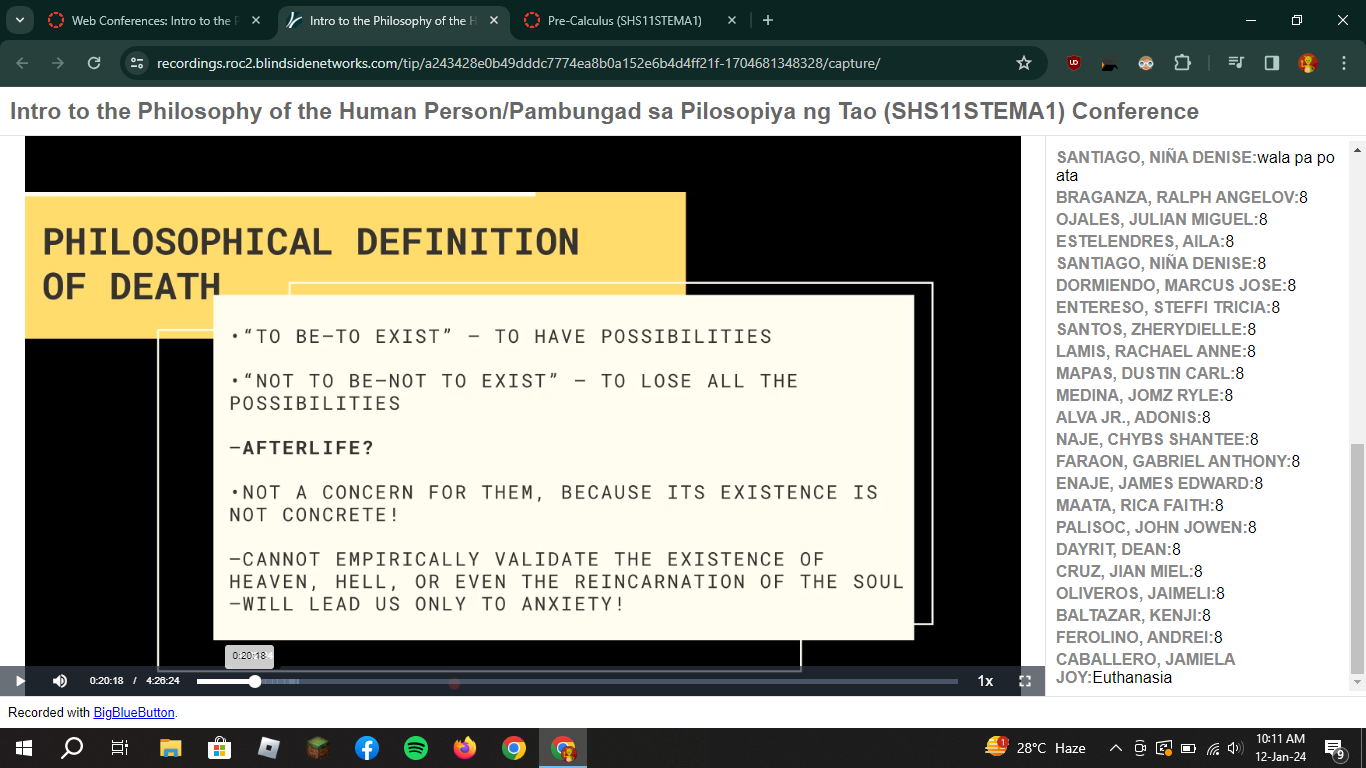 Web Conferences: Intro to the P
Intro to the Philosophy of the H
Pre-Calculus (SHS11STEMA1)
recordings.roc2.blindsidenetworks.com/tip/a243428e0b49dddc7774ea8b0a152e6b4d4ff21f-1704681348328/capture/
Intro to the Philosophy of the Human Person/Pambungad sa Pilosopiya ng Tao (SHS11STEMA1) Conference
PHILOSOPHICAL DEFINITION
OF DEATH
•“TO BE–TO EXIST” – TO HAVE POSSIBILITIES
•“NOT TO BE–NOT TO EXIST” – TO LOSE ALL THE
POSSIBILITIES
–AFTERLIFE?
•NOT A CONCERN FOR THEM, BECAUSE ITS EXISTENCE IS
NOT CONCRETE!
–CANNOT EMPIRICALLY VALIDATE THE EXISTENCE OF
HEAVEN, HELL, OR EVEN THE REINCARNATION OF THE SOUL
–WILL LEAD US ONLY TO ANXIETY!
0:20:18
0:20:18 / 4:26:24
1x
SANTIAGO, NIÑA DENISE:wala pa po
ata
BRAGANZA, RALPH ANGELOV:8
OJALES, JULIAN MIGUEL:8
ESTELENDRES, AILA:8
SANTIAGO, NIÑA DENISE:8
DORMIENDO, MARCUS JOSE:8
ENTERESO, STEFFI TRICIA:8
SANTOS, ZHERYDIELLE:8
LAMIS, RACHAEL ANNE:8
MAPAS, DUSTIN CARL:8
MEDINA, JOMZ RYLE:8
ALVA JR., ADONIS:8
NAJE, CHYBS SHANTEE:8
FARAON, GABRIEL ANTHONY:8
ENAJE, JAMES EDWARD:8
MAATA, RICA FAITH:8
PALISOC, JOHN JOWEN:8
DAYRIT, DEAN:8
CRUZ, JIAN MIEL:8
OLIVEROS, JAIMELI:8
BALTAZAR, KENJI:8
FEROLINO, ANDREI:8
CABALLERO, JAMIELA
JOY:Euthanasia
Recorded with BigBlueButton.
1
28°C Haze
10:11 AM
12-Jan-24
9